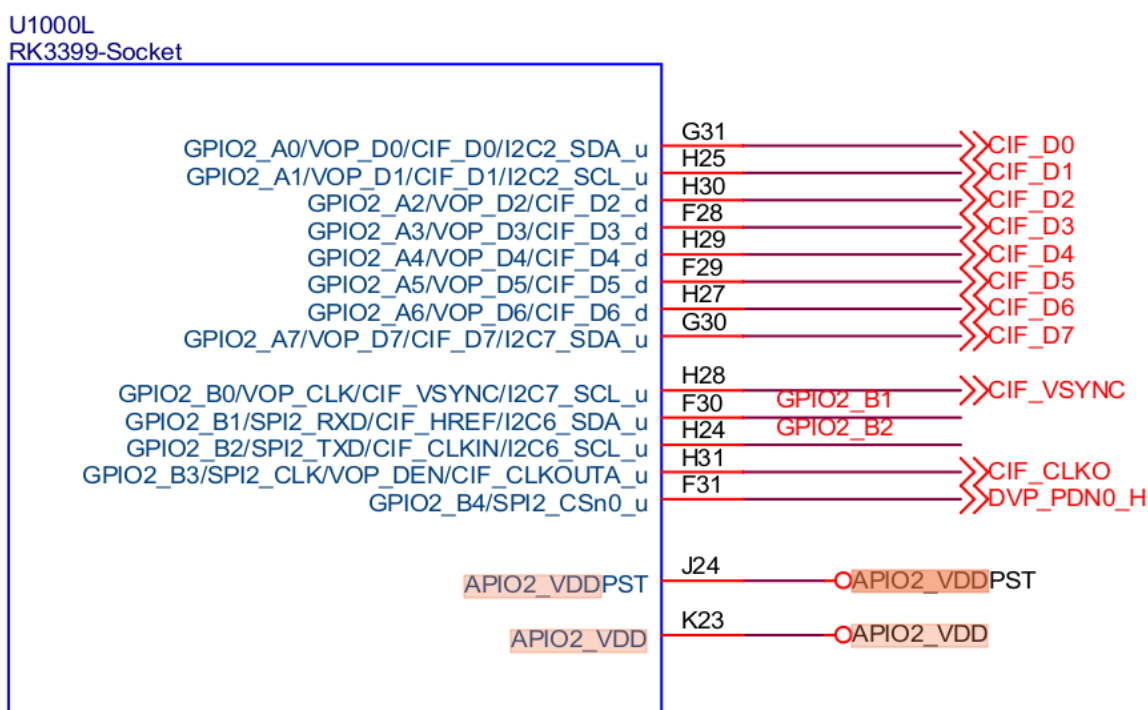 U1000L
RK3399-Socket
GPIO2_A0/VOP_D0/CIF_D0/I2C2_SDA_u G31 CIF_D0
GPIO2_A1/VOP_D1/CIF_D1/I2C2_SCL_u H25 CIF_D1
GPIO2_A2/VOP_D2/CIF_D2_d H30 CIF_D2
GPIO2_A3/VOP_D3/CIF_D3_d F28 CIF_D3
GPIO2_A4/VOP_D4/CIF_D4_d H29 CIF_D4
GPIO2_A5/VOP_D5/CIF_D5_d F29 CIF_D5
GPIO2_A6/VOP_D6/CIF_D6_d H27 CIF_D6
GPIO2_A7/VOP_D7/CIF_D7/I2C7_SDA_u G30 CIF_D7
GPIO2_B0/VOP_CLK/CIF_VSYNC/I2C7_SCL_u H28 CIF_VSYNC
GPIO2_B1/SPI2_RXD/CIF_HREF/I2C6_SDA_u F30 GPIO2_B1
GPIO2_B2/SPI2_TXD/CIF_CLKIN/I2C6_SCL_u H24 GPIO2_B2
GPIO2_B3/SPI2_CLK/VOP_DEN/CIF_CLKOUTA_u H31 CIF_CLKO
GPIO2_B4/SPI2_CSn0_u F31 DVP_PDN0_H
APIO2_VDDPST J24 APIO2_VDDPST
APIO2_VDD K23 APIO2_VDD